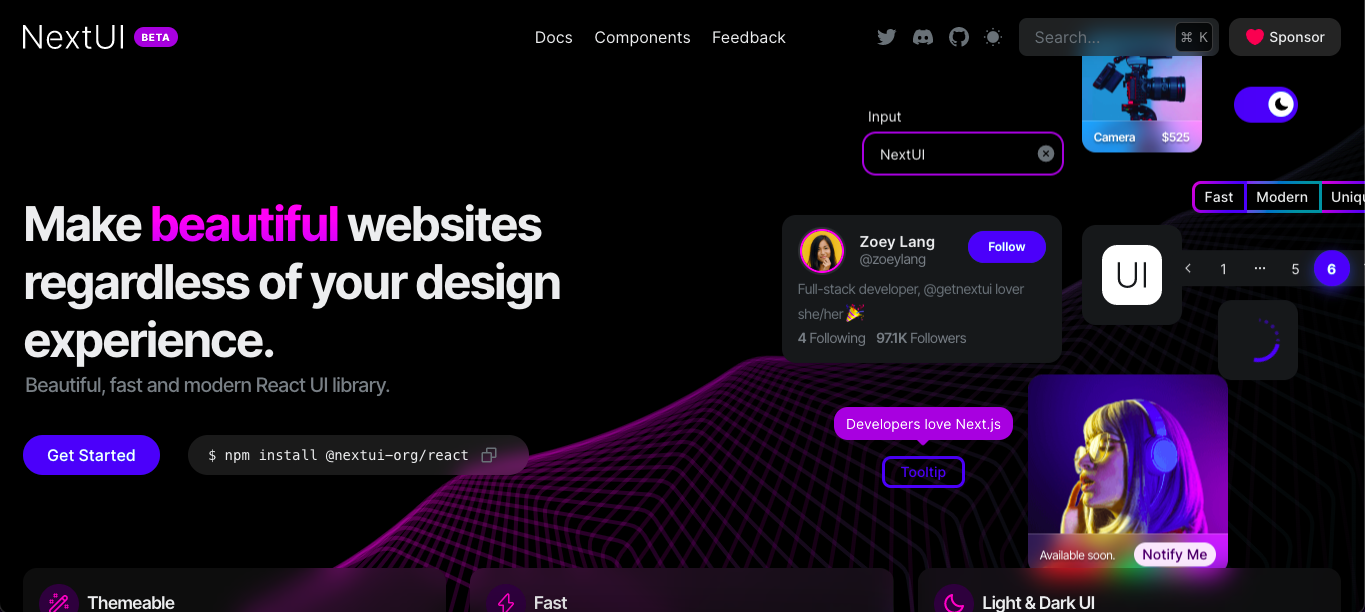 NextUI BETA
Docs Components Feedback
Search... ⌘ K
Sponsor
Make beautiful websites
regardless of your design
experience.
Beautiful, fast and modern React UI library.
Get Started
$ npm install @nextui-org/react
Input
NextUI
Camera $525
Fast Modern
Zoey Lang
@zoeylang
Follow
Full-stack developer, @getnextui lover
she/her 🎉
4 Following 97.1K Followers
UI
1 ... 5 6
Developers love Next.js
Tooltip
Available soon. Notify Me
Themeable
Fast
Light & Dark UI